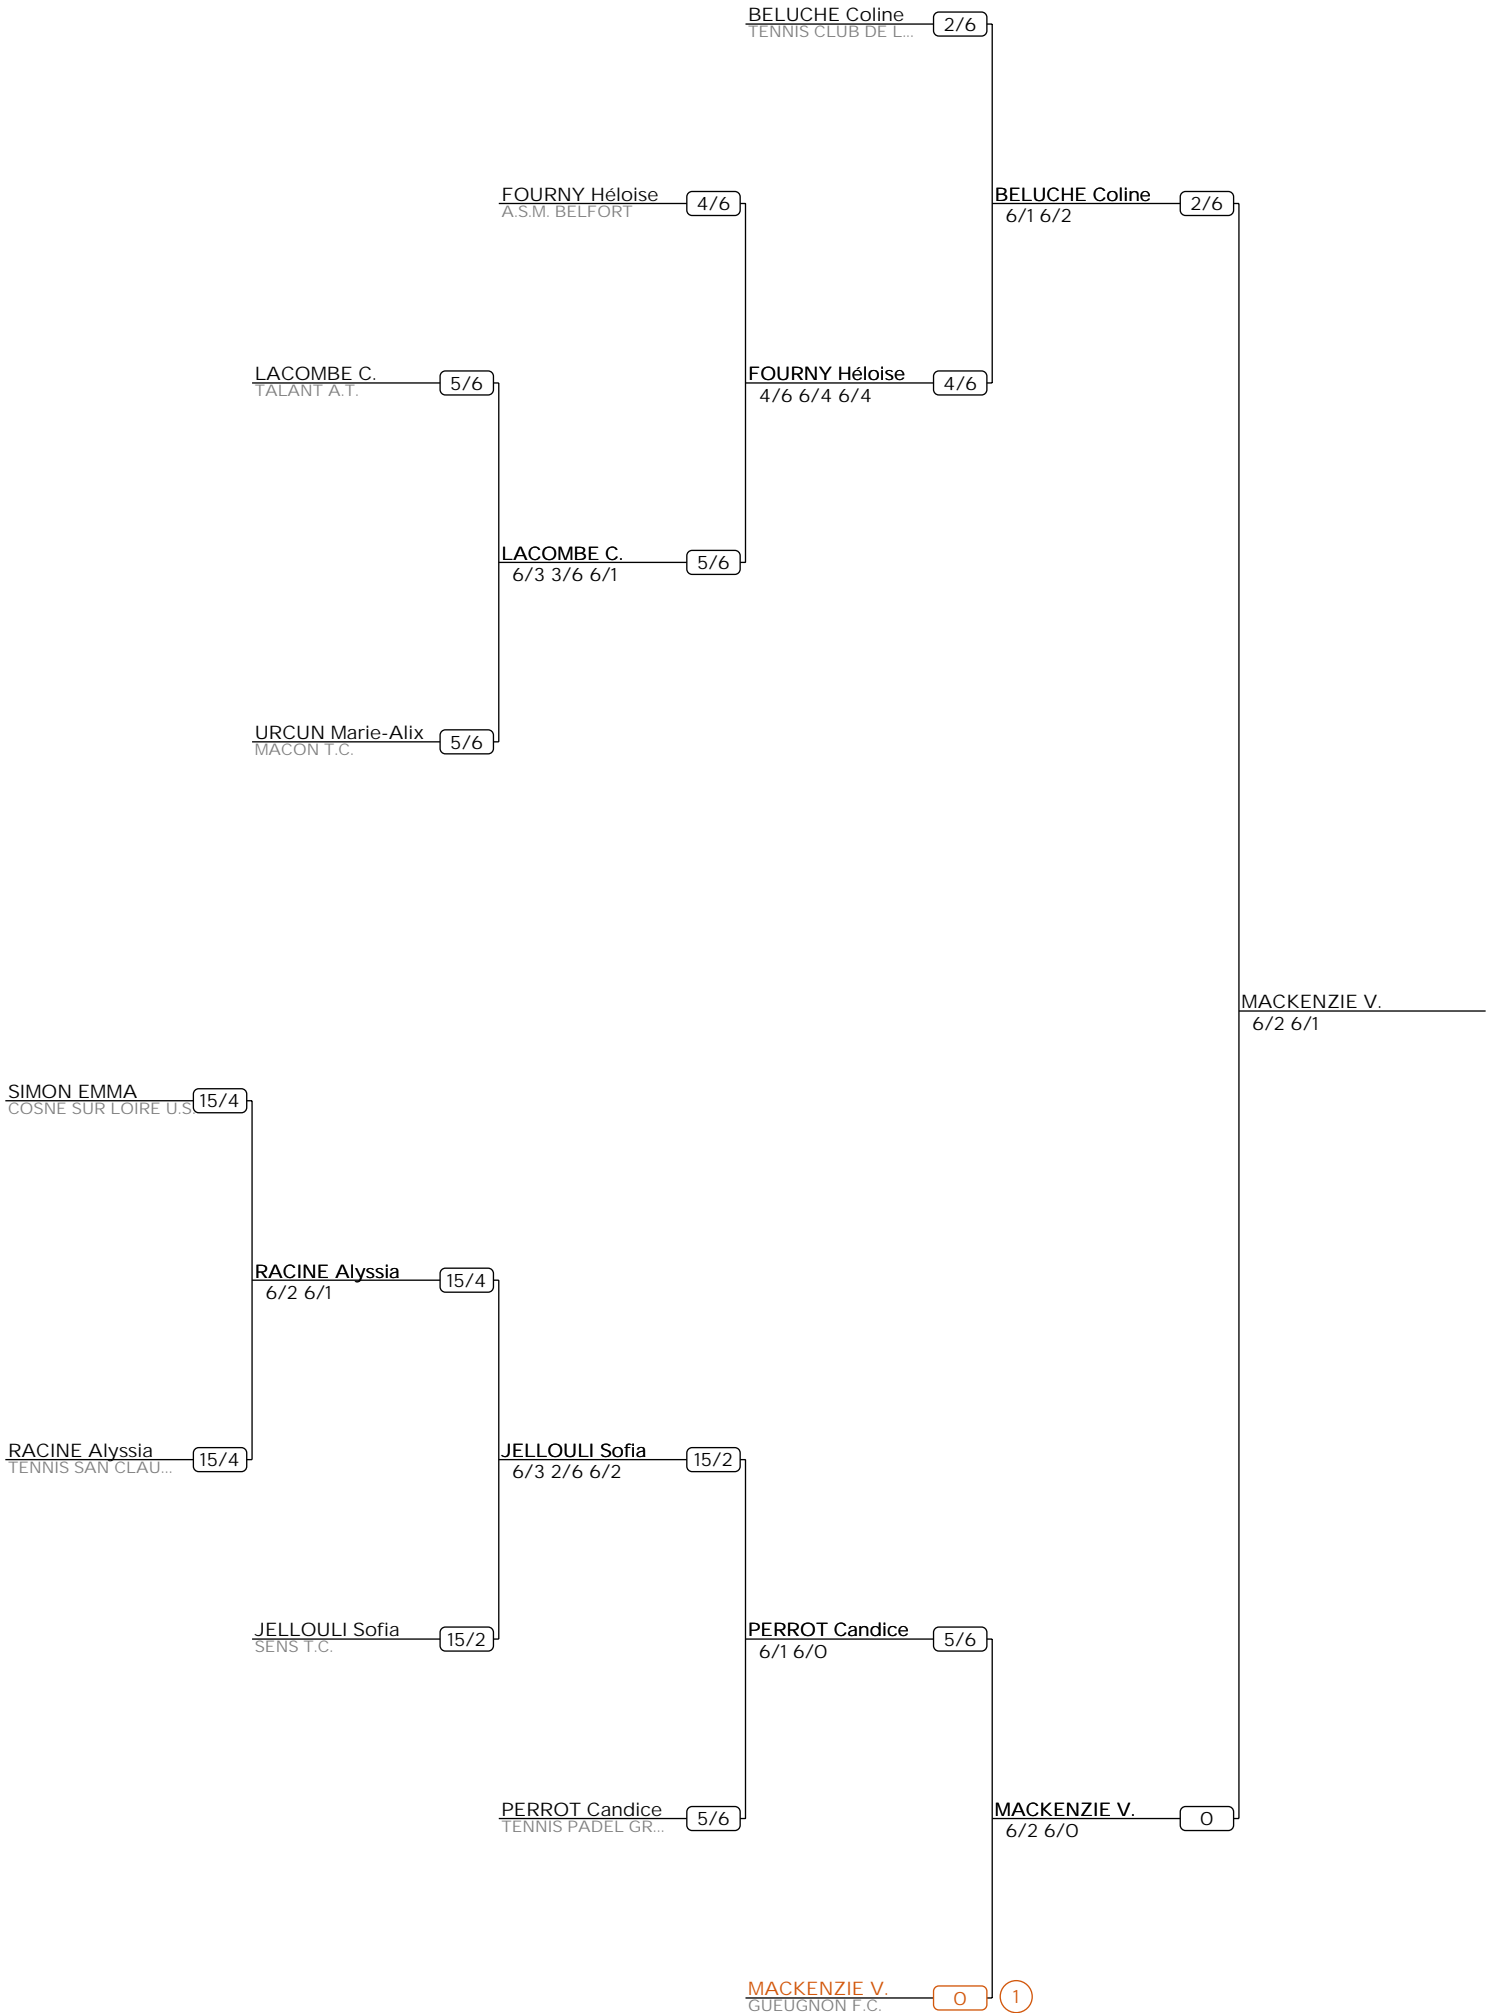 BELUCHE Coline
2/6
TENNIS CLUB DE L...
FOURNY Héloise
4/6
A.S.M. BELFORT
BELUCHE Coline
2/6
6/1 6/2
LACOMBE C.
5/6
TALANT A.T.
FOURNY Héloise
4/6
4/6 6/4 6/4
LACOMBE C.
5/6
6/3 3/6 6/1
URCUN Marie-Alix
5/6
MACON T.C.
MACKENZIE V.
6/2 6/1
SIMON EMMA
15/4
COSNE SUR LOIRE U.S.
RACINE Alyssia
15/4
6/2 6/1
RACINE Alyssia
15/4
TENNIS SAN CLAU...
JELLOULI Sofia
15/2
6/3 2/6 6/2
JELLOULI Sofia
15/2
SENS T.C.
PERROT Candice
5/6
6/1 6/0
PERROT Candice
5/6
TENNIS PADEL GR...
MACKENZIE V.
0
6/2 6/0
MACKENZIE V.
0
1
GUEUGNON F.C.